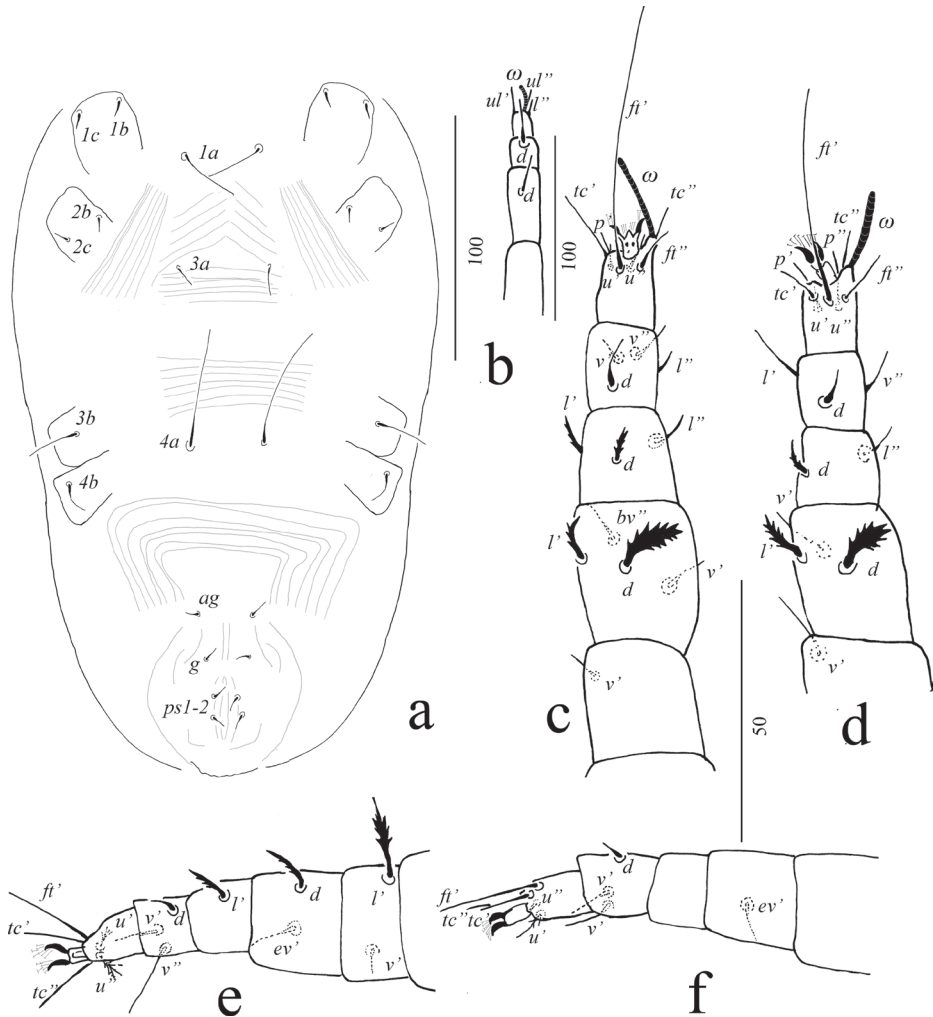 1c 1b
1a
2b
2c
3a
3b
4a
4b
ag
g
ps1-2
a
ω
ul' ul"
l"
d
d
100
100
b
ft'
ω
tc' tc"
p'
ft"
u' u"
v' v"
d
l"
l'
l"
d
bv"
l'
d
v'
v'
c
ft'
ω
tc"
p' p"
tc'
ft"
u' u"
l'
v"
d
l"
d
v'
l'
d
v'
d
50
ft'
tc'
u'
v'
d
l'
d
l'
u"
v"
ev'
v'
tc"
e
ft'
tc" tc'
u"
u'
v'
d
v'
ev'
f